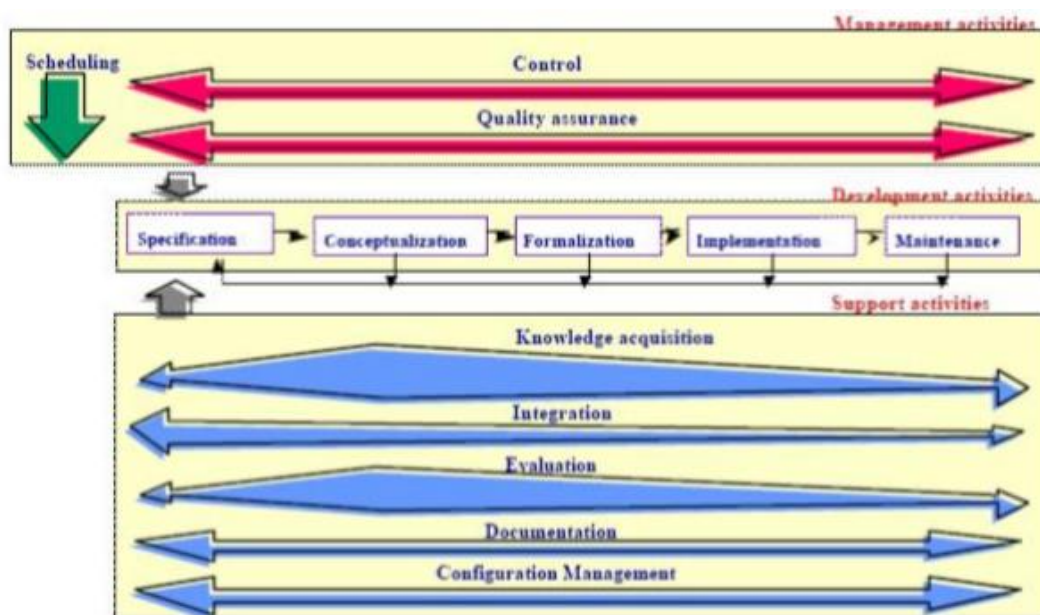 Management activities
Scheduling
Control
Quality assurance
Development activities
Specification
Conceptualization
Formalization
Implementation
Maintenance
Support activities
Knowledge acquisition
Integration
Evaluation
Documentation
Configuration Management